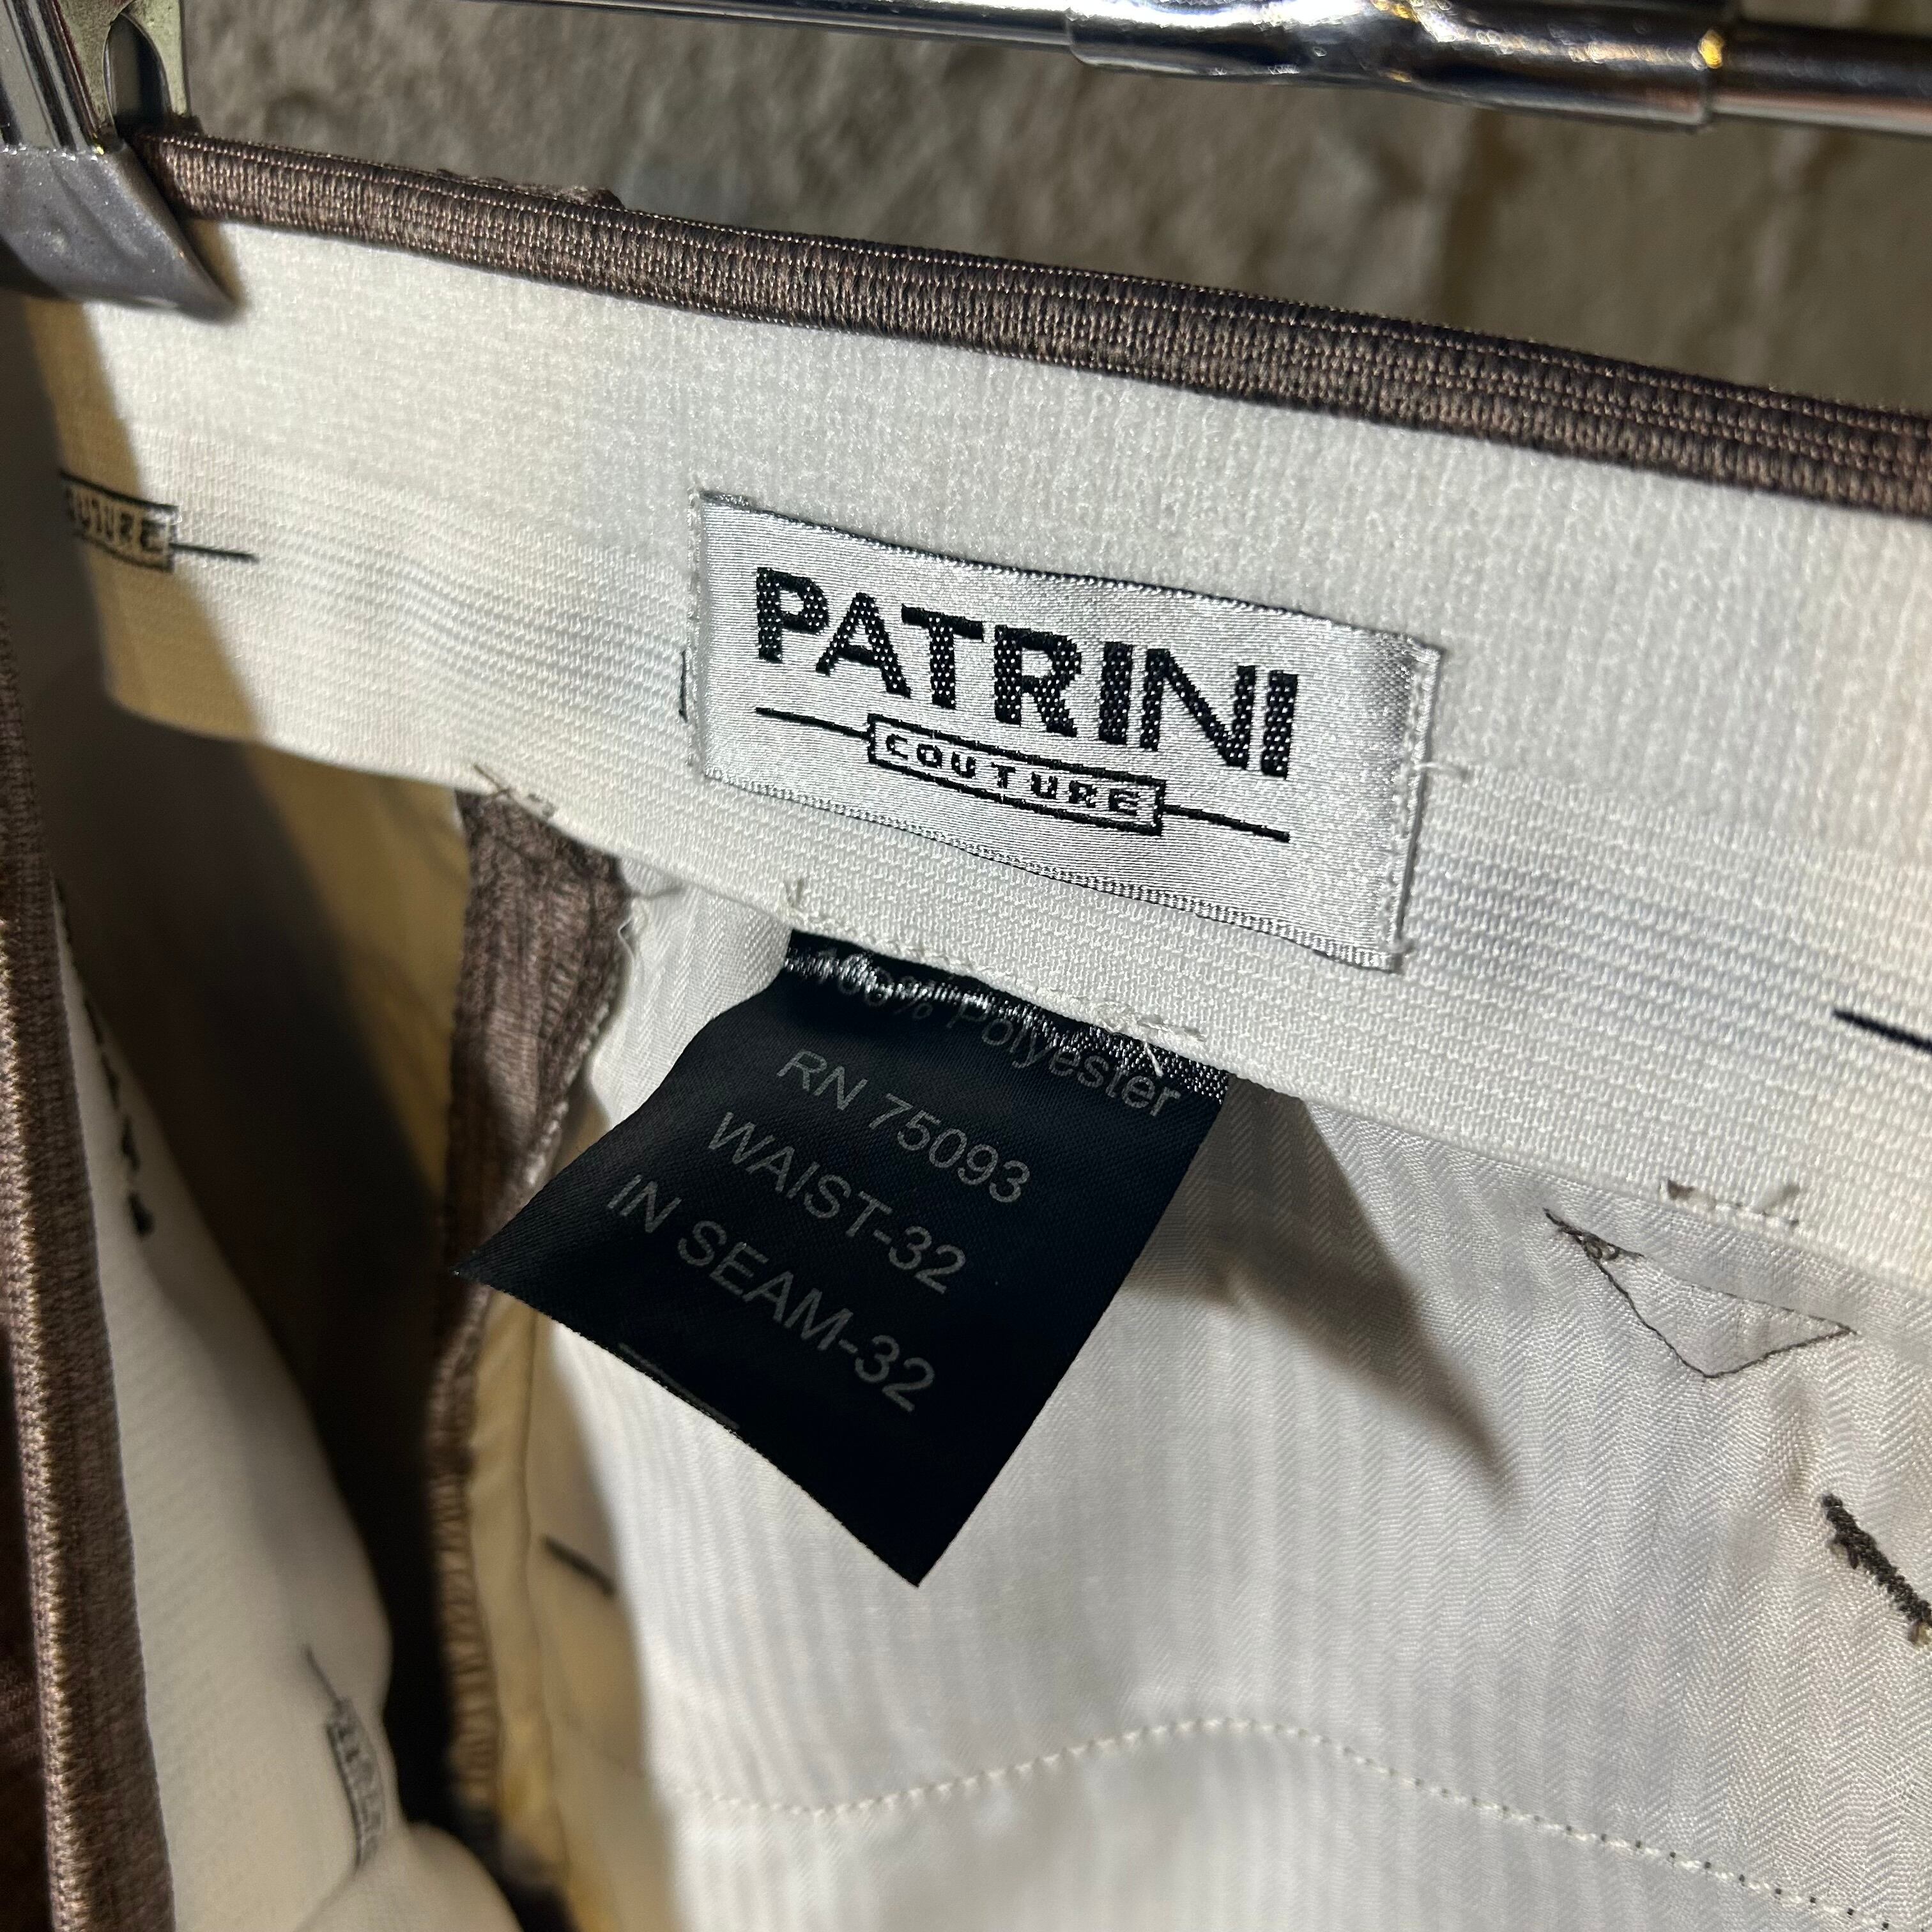 PATRINI
COUTURE
100% Polyester
RN 75093
WAIST-32
IN SEAM-32